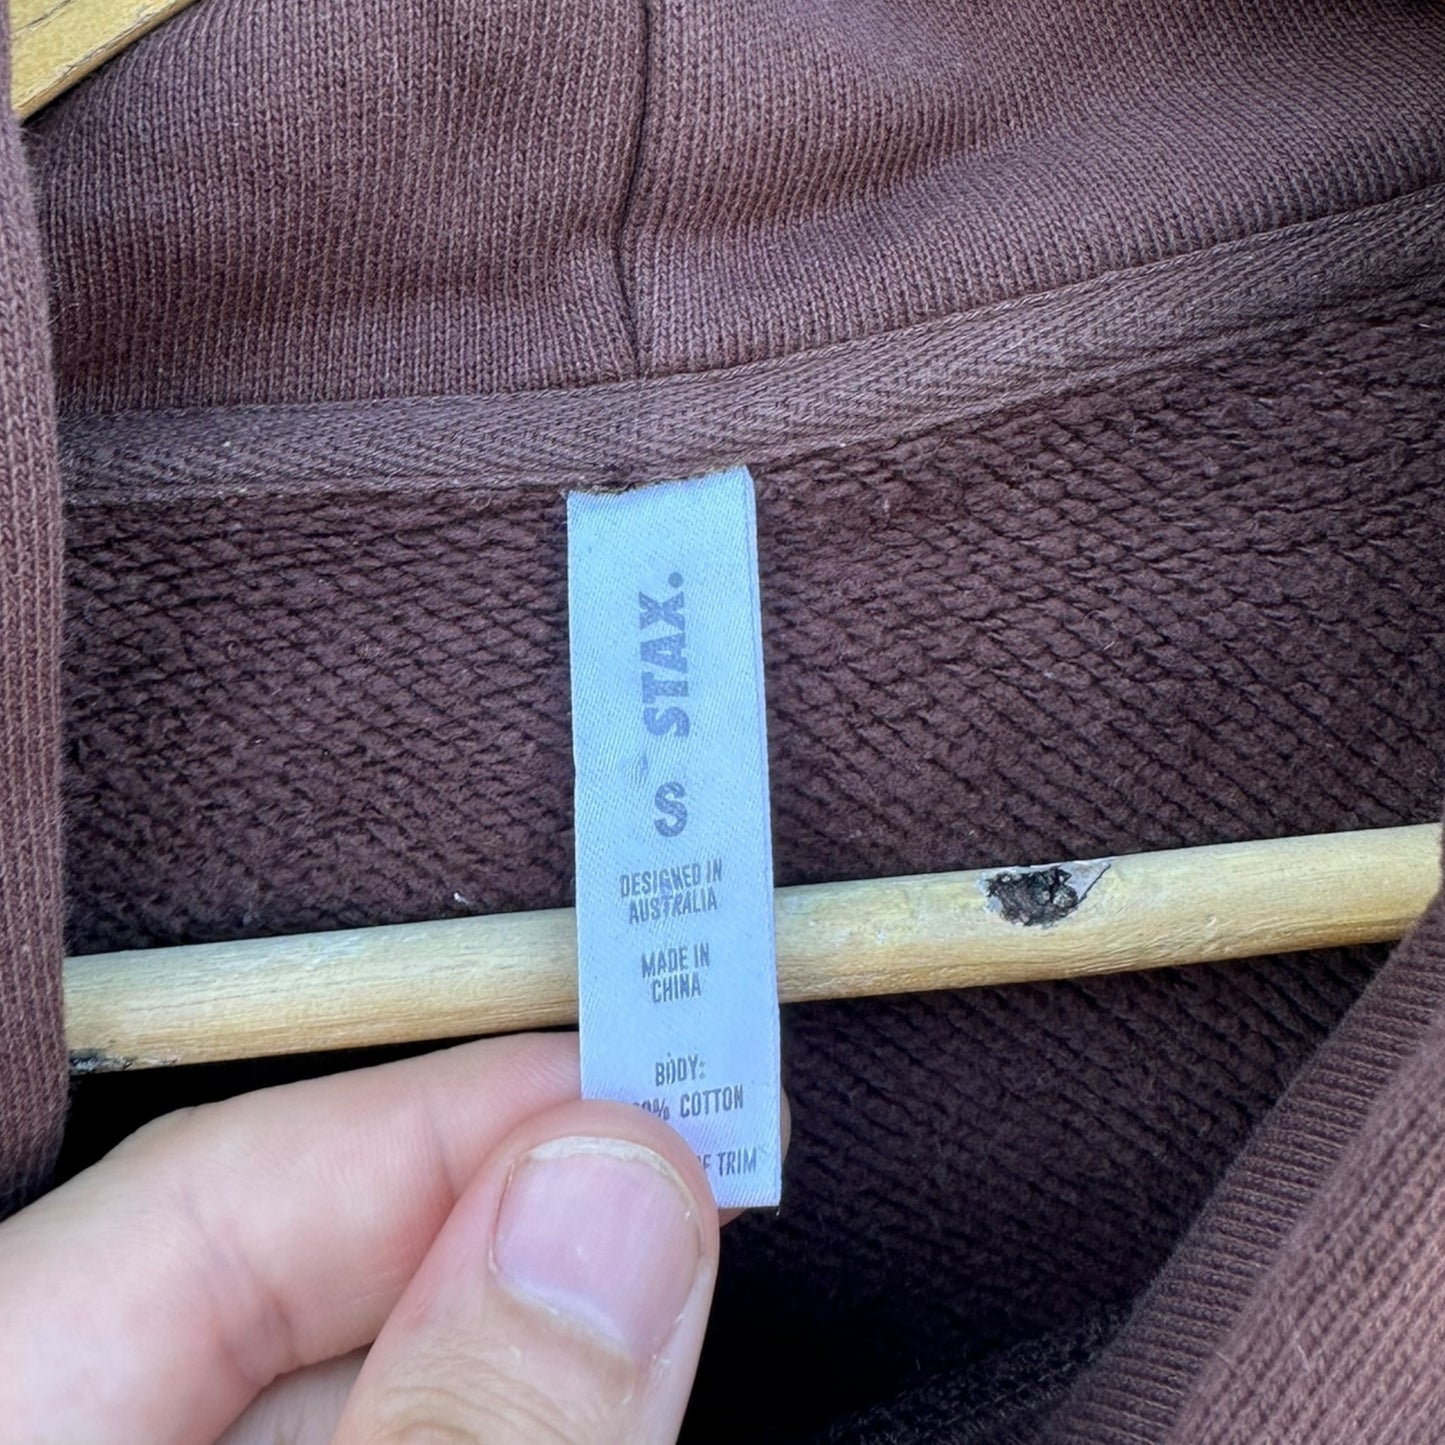 STAX.
S
DESIGNED IN
AUSTRALIA
MADE IN
CHINA
BODY:
COTTON
TRIM